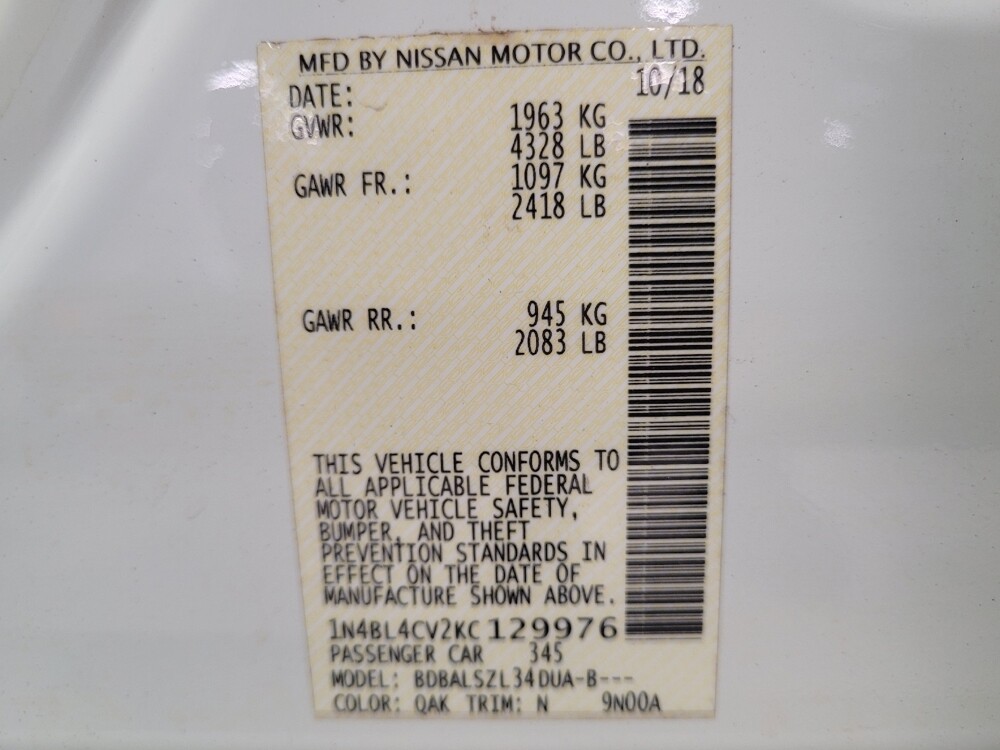 MFD BY NISSAN MOTOR CO., LTD.
DATE: 10/18
GVWR: 1963 KG
4328 LB
GAWR FR.: 1097 KG
2418 LB
GAWR RR.: 945 KG
2083 LB
THIS VEHICLE CONFORMS TO
ALL APPLICABLE FEDERAL
MOTOR VEHICLE SAFETY,
BUMPER, AND THEFT
PREVENTION STANDARDS IN
EFFECT ON THE DATE OF
MANUFACTURE SHOWN ABOVE.
1N4BL4CV2KC129976
PASSENGER CAR 345
MODEL: BDBALSZL34DUA-B---
COLOR: QAK TRIM: N 9N00A